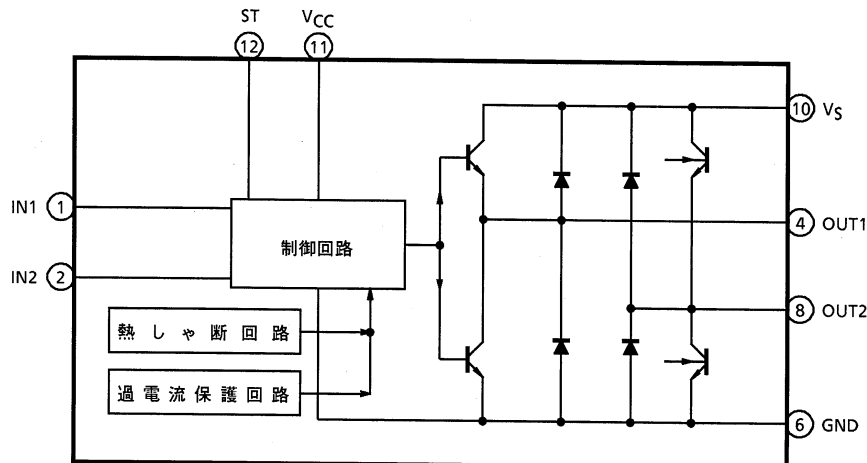 ST
VCC
12
11
10 VS
IN1 1
4 OUT1
制御回路
IN2 2
8 OUT2
熱しゃ断回路
過電流保護回路
6 GND